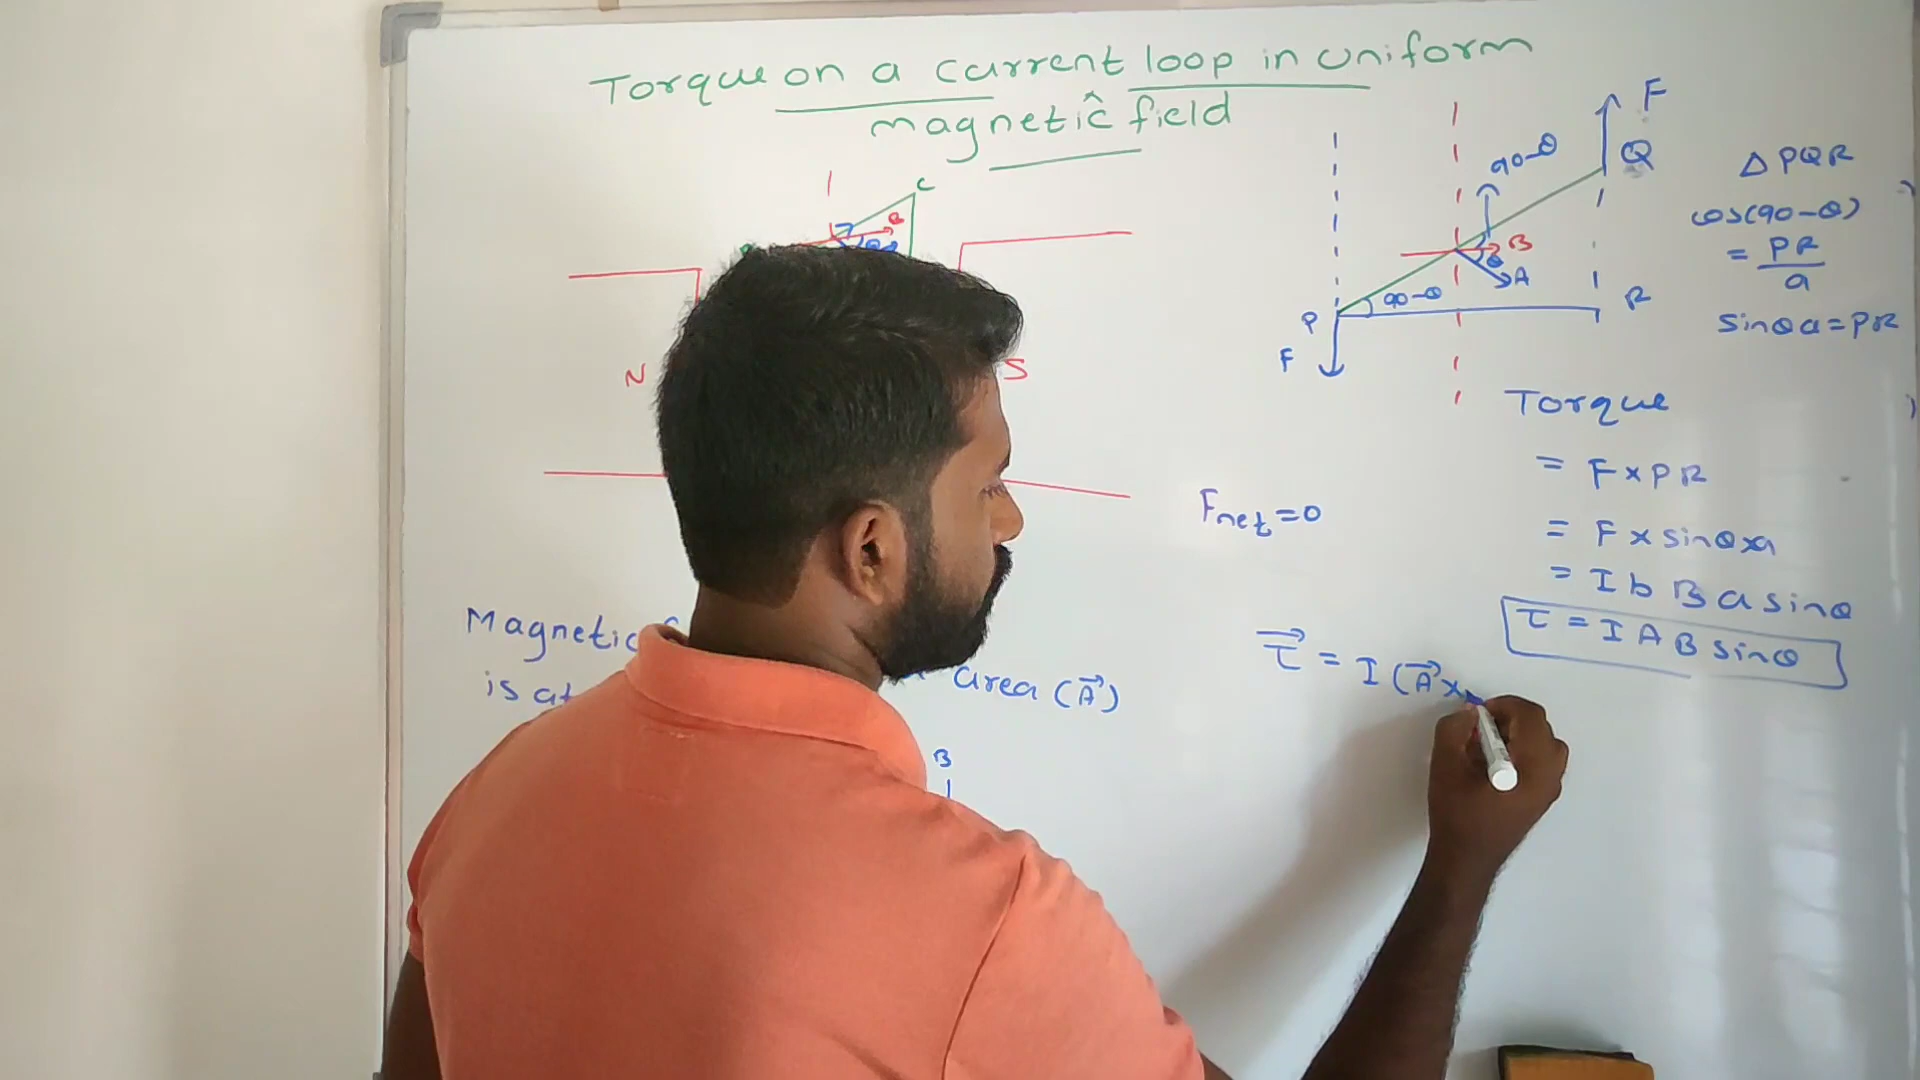 Torque on a current loop in uniform
magnetic field
C
B
N
S
F
Q
90-θ
B
θ
A
90-θ
P
R
F
Δ PQR
cos(90-θ)
= PR
a
sinθ a = PR
Torque
= F x PR
= F x sinθ x a
= I b B a sinθ
τ = I A B sinθ
Fnet = 0
τ⃗ = I (A⃗ x
Magnetic
is at
area (A⃗)
B